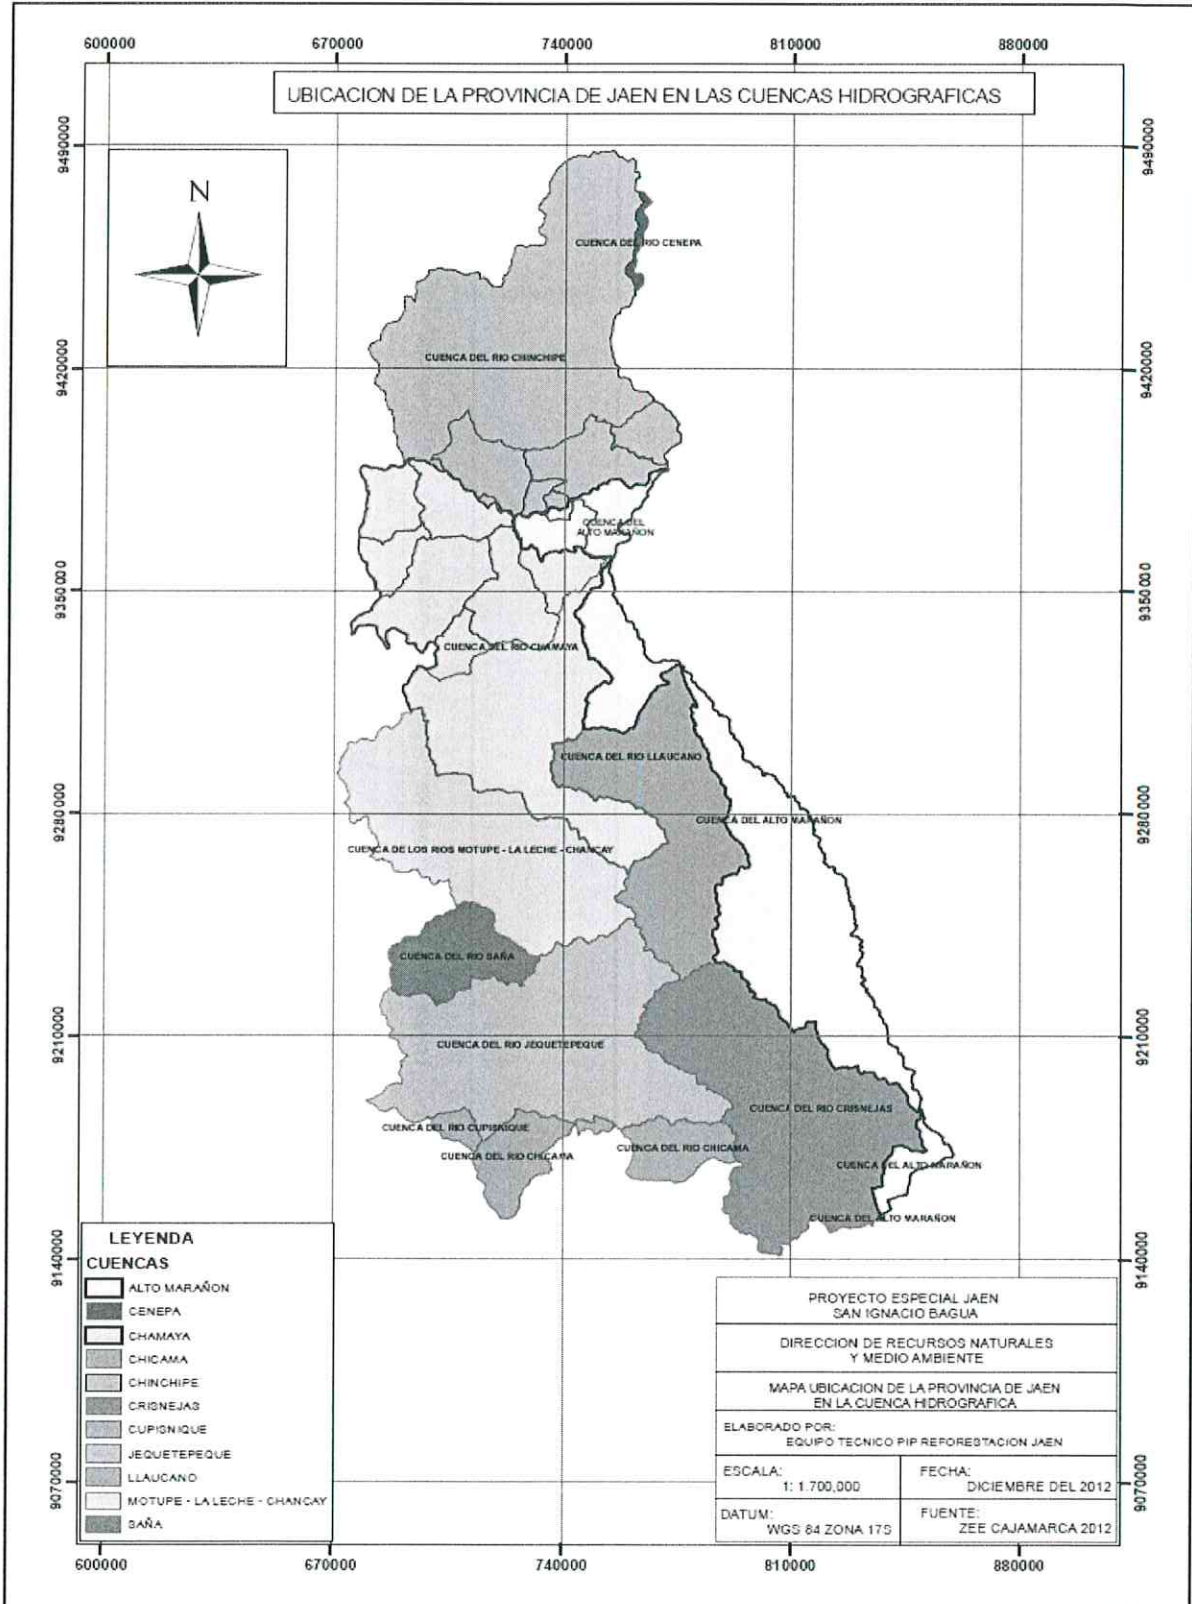 600000 670000 740000 810000 880000
UBICACION DE LA PROVINCIA DE JAEN EN LAS CUENCAS HIDROGRAFICAS
9490000 9490000
N
CUENCA DEL RIO CENEPA
CUENCA DEL RIO CHINCHIPE
9420000 9420000
CUENCA DEL
ALTO MARAÑON
9350000 9350000
CUENCA DEL RIO CHAMAYA
CUENCA DEL RIO LLAUCANO
9280000 9280000
CUENCA DEL ALTO MARAÑON
CUENCA DE LOS RIOS MOTUPE - LA LECHE - CHANCAY
CUENCA DEL RIO SAÑA
9210000 9210000
CUENCA DEL RIO JEQUETEPEQUE
CUENCA DEL RIO CRISNEJAS
CUENCA DEL RIO CUPISNIQUE
CUENCA DEL RIO CHICAMA
CUENCA DEL RIO CHICAMA
CUENCA DEL ALTO MARAÑON
CUENCA DEL ALTO MARAÑON
9140000 9140000
LEYENDA
CUENCAS
ALTO MARAÑON
CENEPA
CHAMAYA
CHICAMA
CHINCHIPE
CRISNEJAS
CUPISNIQUE
JEQUETEPEQUE
LLAUCANO
MOTUPE - LA LECHE - CHANCAY
SAÑA
PROYECTO ESPECIAL JAEN
SAN IGNACIO BAGUA
DIRECCION DE RECURSOS NATURALES
Y MEDIO AMBIENTE
MAPA UBICACION DE LA PROVINCIA DE JAEN
EN LA CUENCA HIDROGRAFICA
ELABORADO POR:
EQUIPO TECNICO PIP REFORESTACION JAEN
ESCALA:
1: 1.700,000
FECHA:
DICIEMBRE DEL 2012
DATUM:
WGS 84 ZONA 17S
FUENTE:
ZEE CAJAMARCA 2012
9070000 9070000
600000 670000 740000 810000 880000